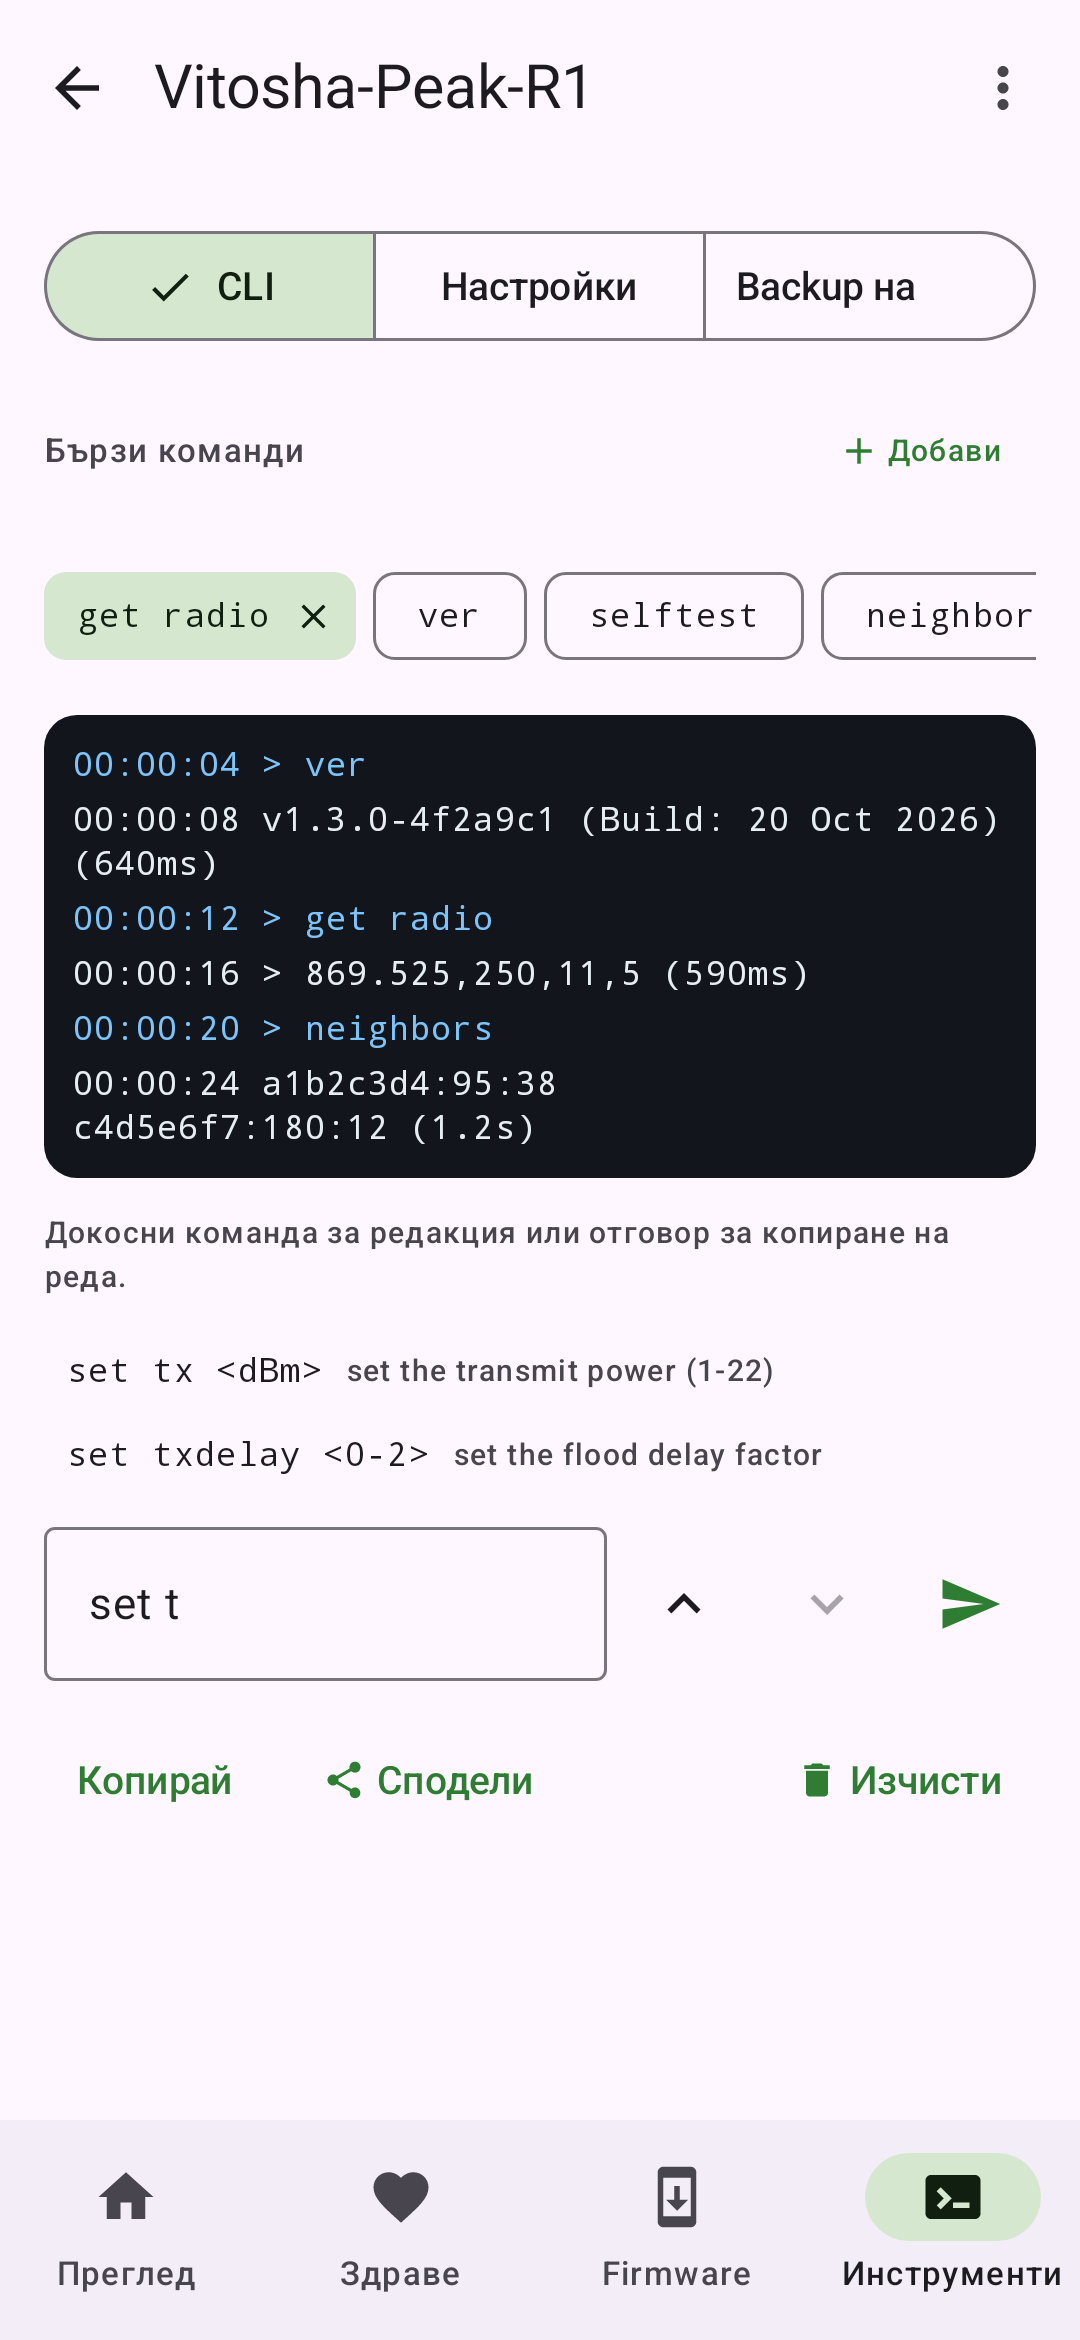 Vitosha-Peak-R1
CLI
Настройки
Backup на
Бързи команди
Добави
get radio
ver
selftest
neighbor
00:00:04 > ver
00:00:08 v1.3.0-4f2a9c1 (Build: 20 Oct 2026)
(640ms)
00:00:12 > get radio
00:00:16 > 869.525,250,11,5 (590ms)
00:00:20 > neighbors
00:00:24 a1b2c3d4:95:38
c4d5e6f7:180:12 (1.2s)
Докосни команда за редакция или отговор за копиране на
реда.
set tx <dBm> set the transmit power (1-22)
set txdelay <0-2> set the flood delay factor
set t
Копирай
Сподели
Изчисти
Преглед
Здраве
Firmware
Инструменти